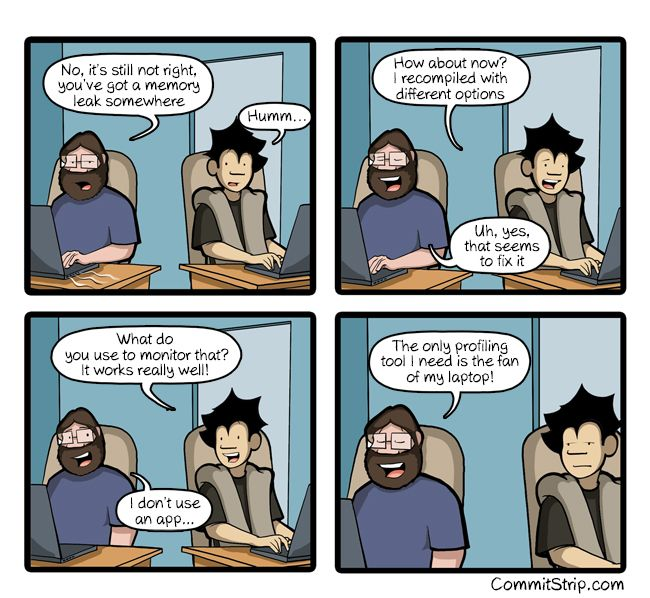 No, it's still not right,
you've got a memory
leak somewhere
Humm...
How about now?
I recompiled with
different options
Uh, yes,
that seems
to fix it
What do
you use to monitor that?
It works really well!
I don't use
an app...
The only profiling
tool I need is the fan
of my laptop!
CommitStrip.com